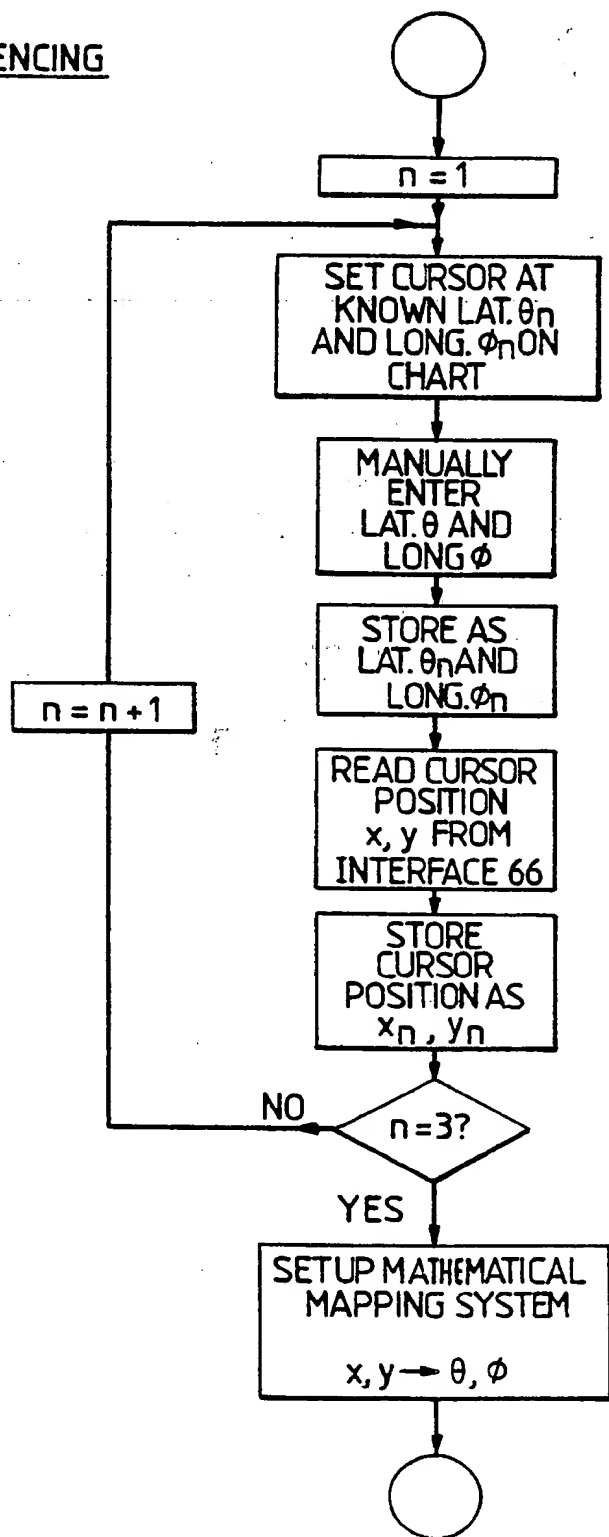 ENCING
n = 1
SET CURSOR AT
KNOWN LAT. θn
AND LONG. ϕn ON
CHART
MANUALLY
ENTER
LAT. θ AND
LONG ϕ
STORE AS
LAT. θn AND
LONG. ϕn
n = n + 1
READ CURSOR
POSITION
x, y FROM
INTERFACE 66
STORE
CURSOR
POSITION AS
xn , yn
NO
n = 3?
YES
SETUP MATHEMATICAL
MAPPING SYSTEM
x, y → θ, ϕ